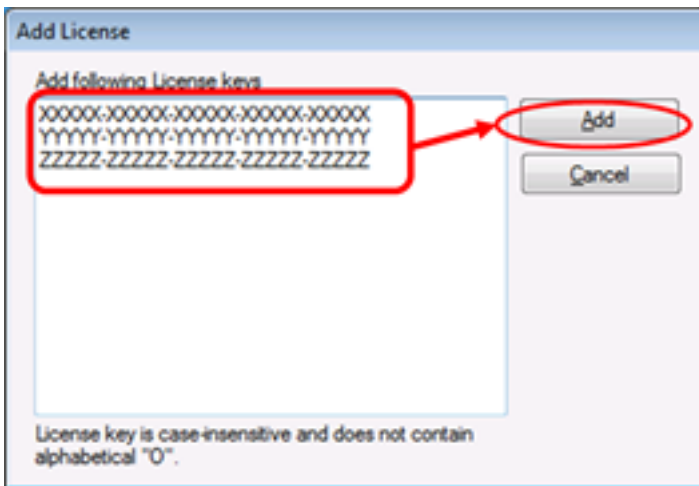 Add License
Add following License keys
XXXXX-XXXXX-XXXXX-XXXXX-XXXXX
YYYYY-YYYYY-YYYYY-YYYYY-YYYYY
ZZZZZ-ZZZZZ-ZZZZZ-ZZZZZ-ZZZZZ
Add
Cancel
License key is case-insensitive and does not contain
alphabetical "O".